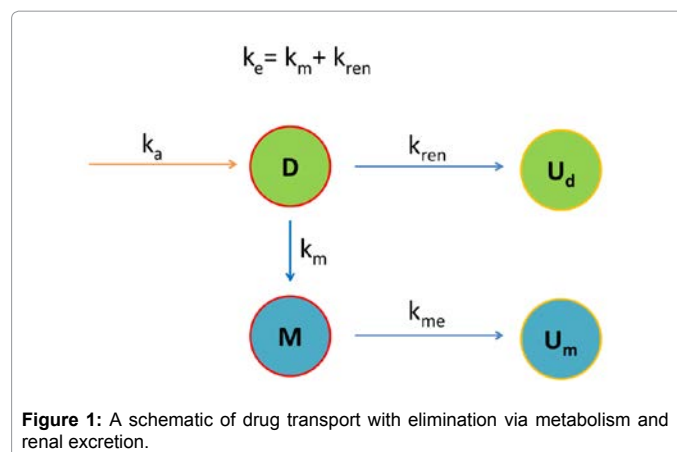 kₑ= kₘ+ kᵣₑₙ
kₐ
D
kᵣₑₙ
U_d
kₘ
M
kₘₑ
Uₘ
Figure 1: A schematic of drug transport with elimination via metabolism and
renal excretion.